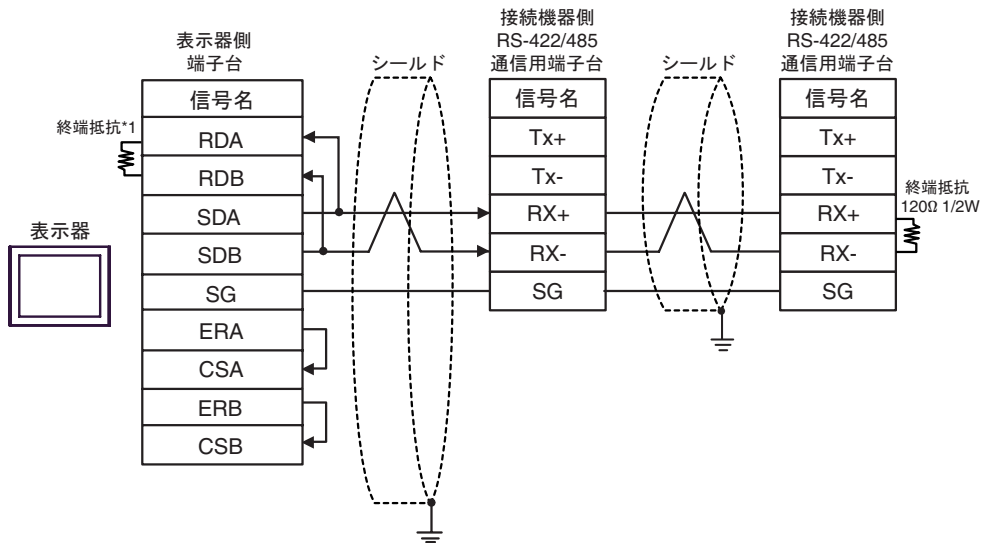 表示器
表示器側
端子台
信号名
RDA
RDB
SDA
SDB
SG
ERA
CSA
ERB
CSB
終端抵抗*1
シールド
接続機器側
RS-422/485
通信用端子台
信号名
Tx+
Tx-
RX+
RX-
SG
シールド
接続機器側
RS-422/485
通信用端子台
信号名
Tx+
Tx-
RX+
RX-
SG
終端抵抗
120Ω 1/2W